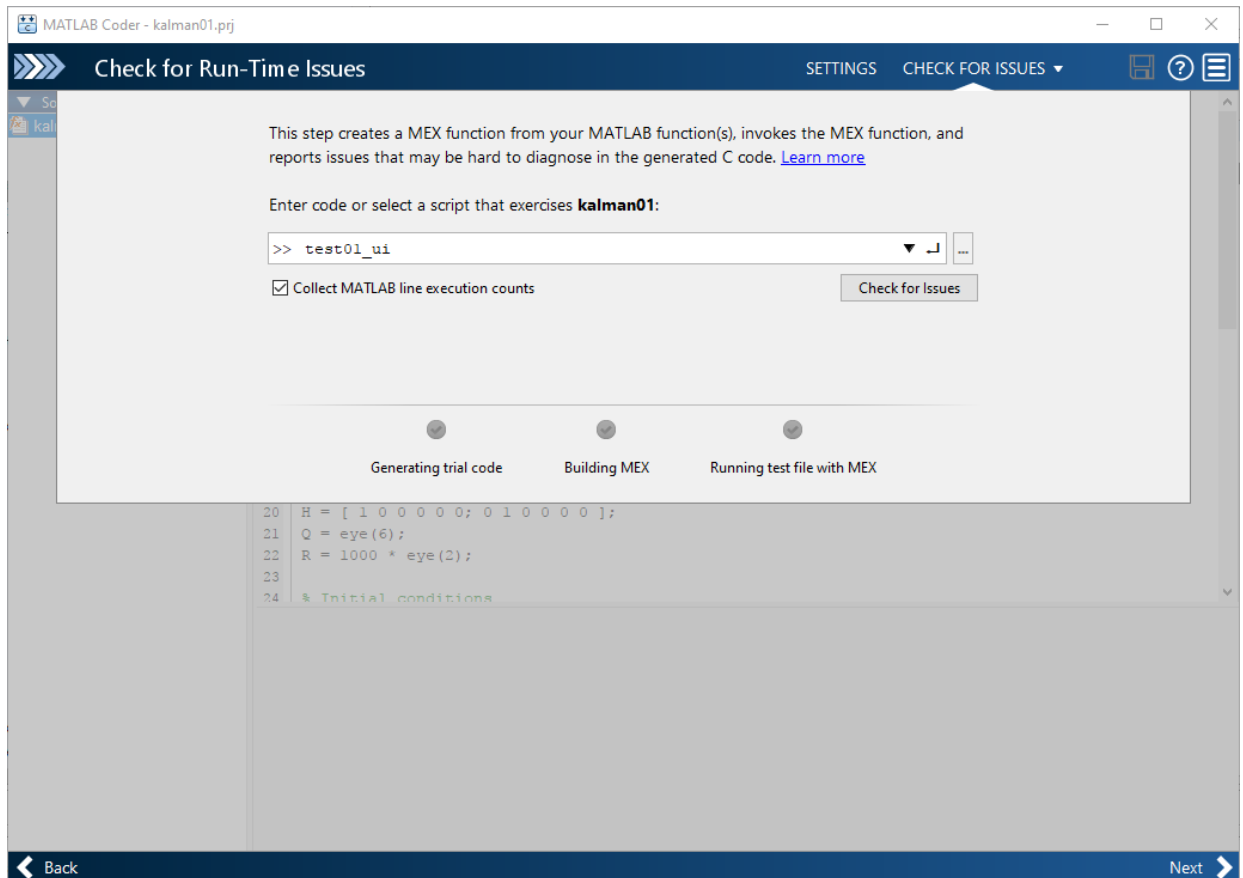 MATLAB Coder - kalman01.prj
Check for Run-Time Issues
SETTINGS
CHECK FOR ISSUES
This step creates a MEX function from your MATLAB function(s), invokes the MEX function, and
reports issues that may be hard to diagnose in the generated C code. Learn more
Enter code or select a script that exercises kalman01:
>> test01_ui
...
Collect MATLAB line execution counts
Check for Issues
Generating trial code
Building MEX
Running test file with MEX
20 H = [ 1 0 0 0 0 0; 0 1 0 0 0 0 ];
21 Q = eye(6);
22 R = 1000 * eye(2);
23
24 % Initial conditions
Back
Next